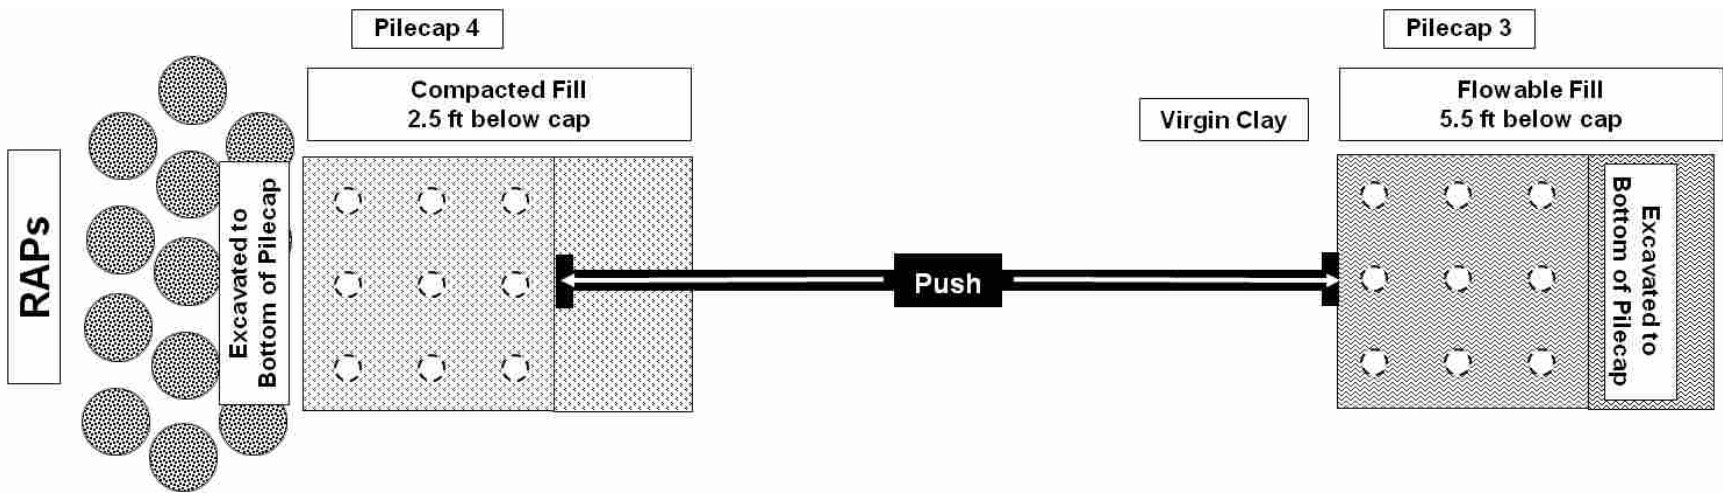 Pilecap 4
Pilecap 3
Compacted Fill
2.5 ft below cap
Flowable Fill
5.5 ft below cap
Virgin Clay
RAPs
Excavated to
Bottom of Pilecap
Push
Excavated to
Bottom of Pilecap